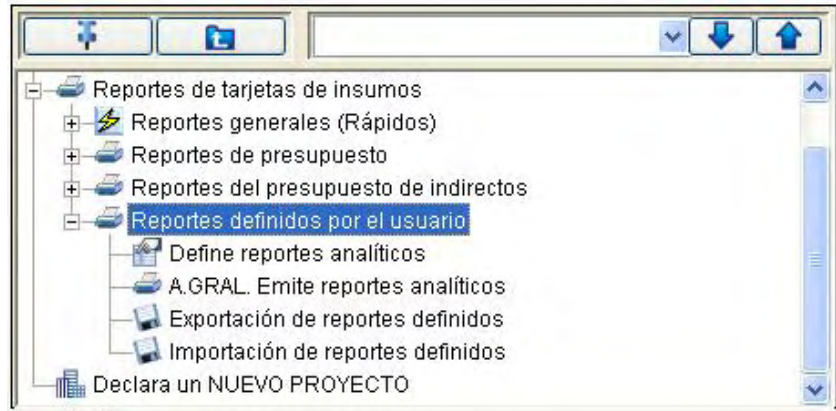 Reportes de tarjetas de insumos
Reportes generales (Rápidos)
Reportes de presupuesto
Reportes del presupuesto de indirectos
Reportes definidos por el usuario
Define reportes analíticos
A.GRAL. Emite reportes analíticos
Exportación de reportes definidos
Importación de reportes definidos
Declara un NUEVO PROYECTO